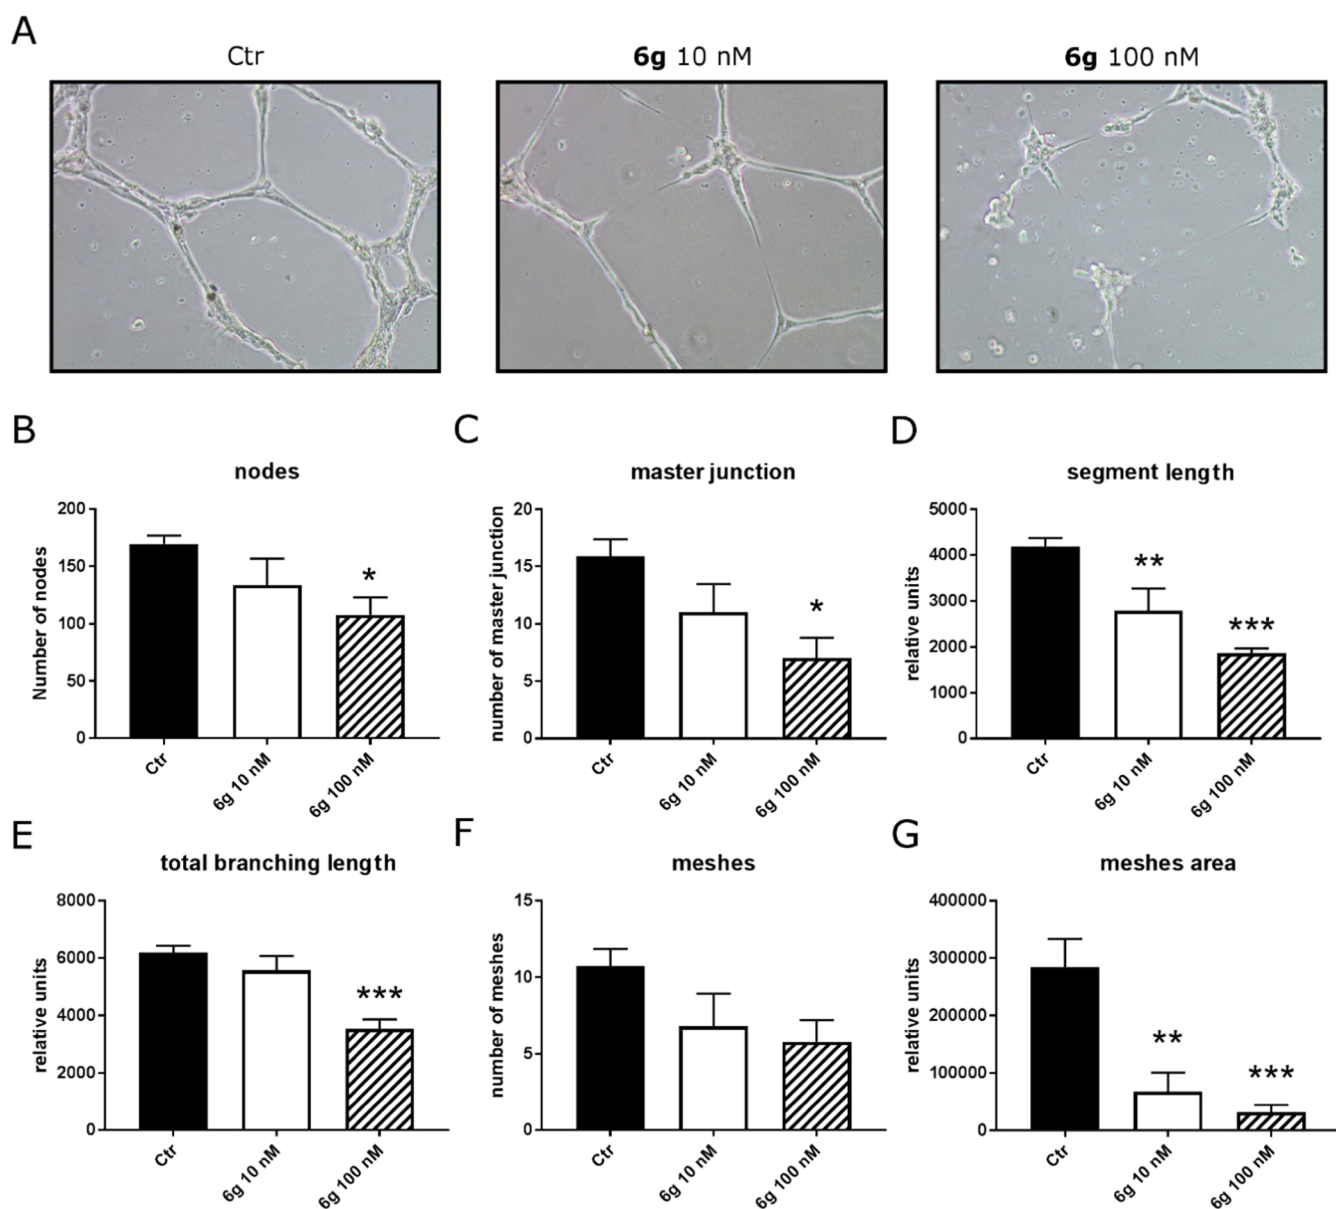 A
Ctr
6g 10 nM
6g 100 nM
B
nodes
Number of nodes
200
150
100
50
0
*
Ctr
6g 10 nM
6g 100 nM
C
master junction
number of master junction
20
15
10
5
0
*
Ctr
6g 10 nM
6g 100 nM
D
segment length
relative units
5000
4000
3000
2000
1000
0
**
***
Ctr
6g 10 nM
6g 100 nM
E
total branching length
relative units
8000
6000
4000
2000
0
***
Ctr
6g 10 nM
6g 100 nM
F
meshes
number of meshes
15
10
5
0
Ctr
6g 10 nM
6g 100 nM
G
meshes area
relative units
400000
300000
200000
100000
0
**
***
Ctr
6g 10 nM
6g 100 nM